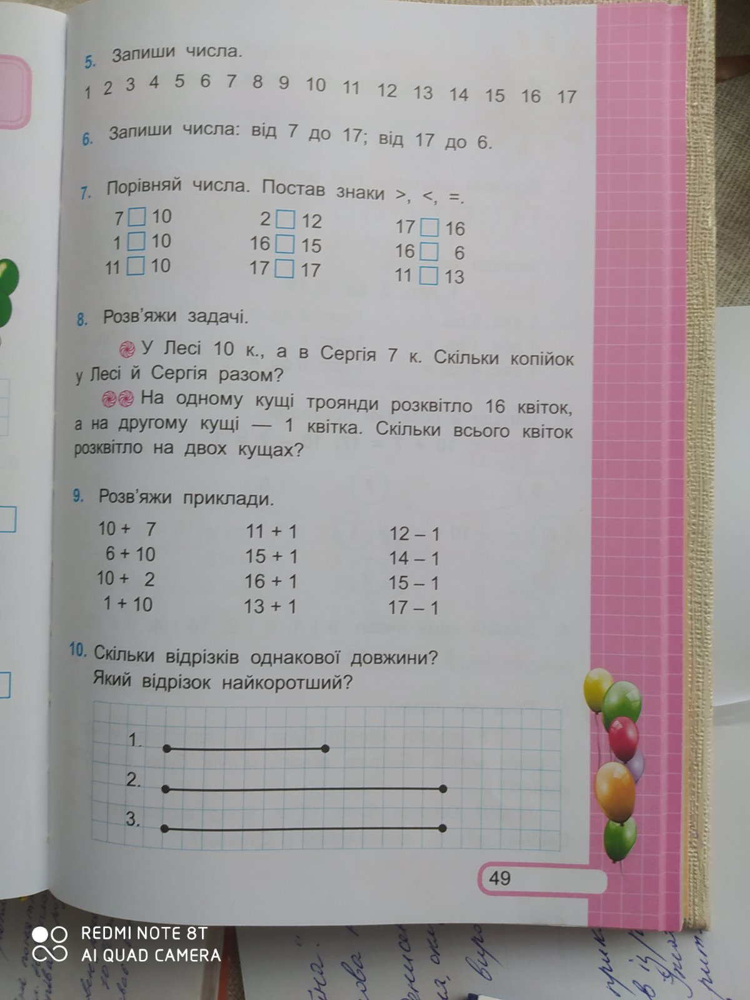 5. Запиши числа.
1 2 3 4 5 6 7 8 9 10 11 12 13 14 15 16 17
6. Запиши числа: від 7 до 17; від 17 до 6.
7. Порівняй числа. Постав знаки >, <, =.
7 □ 10 2 □ 12 17 □ 16
1 □ 10 16 □ 15 16 □ 6
11 □ 10 17 □ 17 11 □ 13
8. Розв'яжи задачі.
У Лесі 10 к., а в Сергія 7 к. Скільки копійок
у Лесі й Сергія разом?
На одному кущі троянди розквітло 16 квіток,
а на другому кущі — 1 квітка. Скільки всього квіток
розквітло на двох кущах?
9. Розв'яжи приклади.
10 + 7 11 + 1 12 – 1
6 + 10 15 + 1 14 – 1
10 + 2 16 + 1 15 – 1
1 + 10 13 + 1 17 – 1
10. Скільки відрізків однакової довжини?
Який відрізок найкоротший?
1.
2.
3.
49
REDMI NOTE 8T
AI QUAD CAMERA